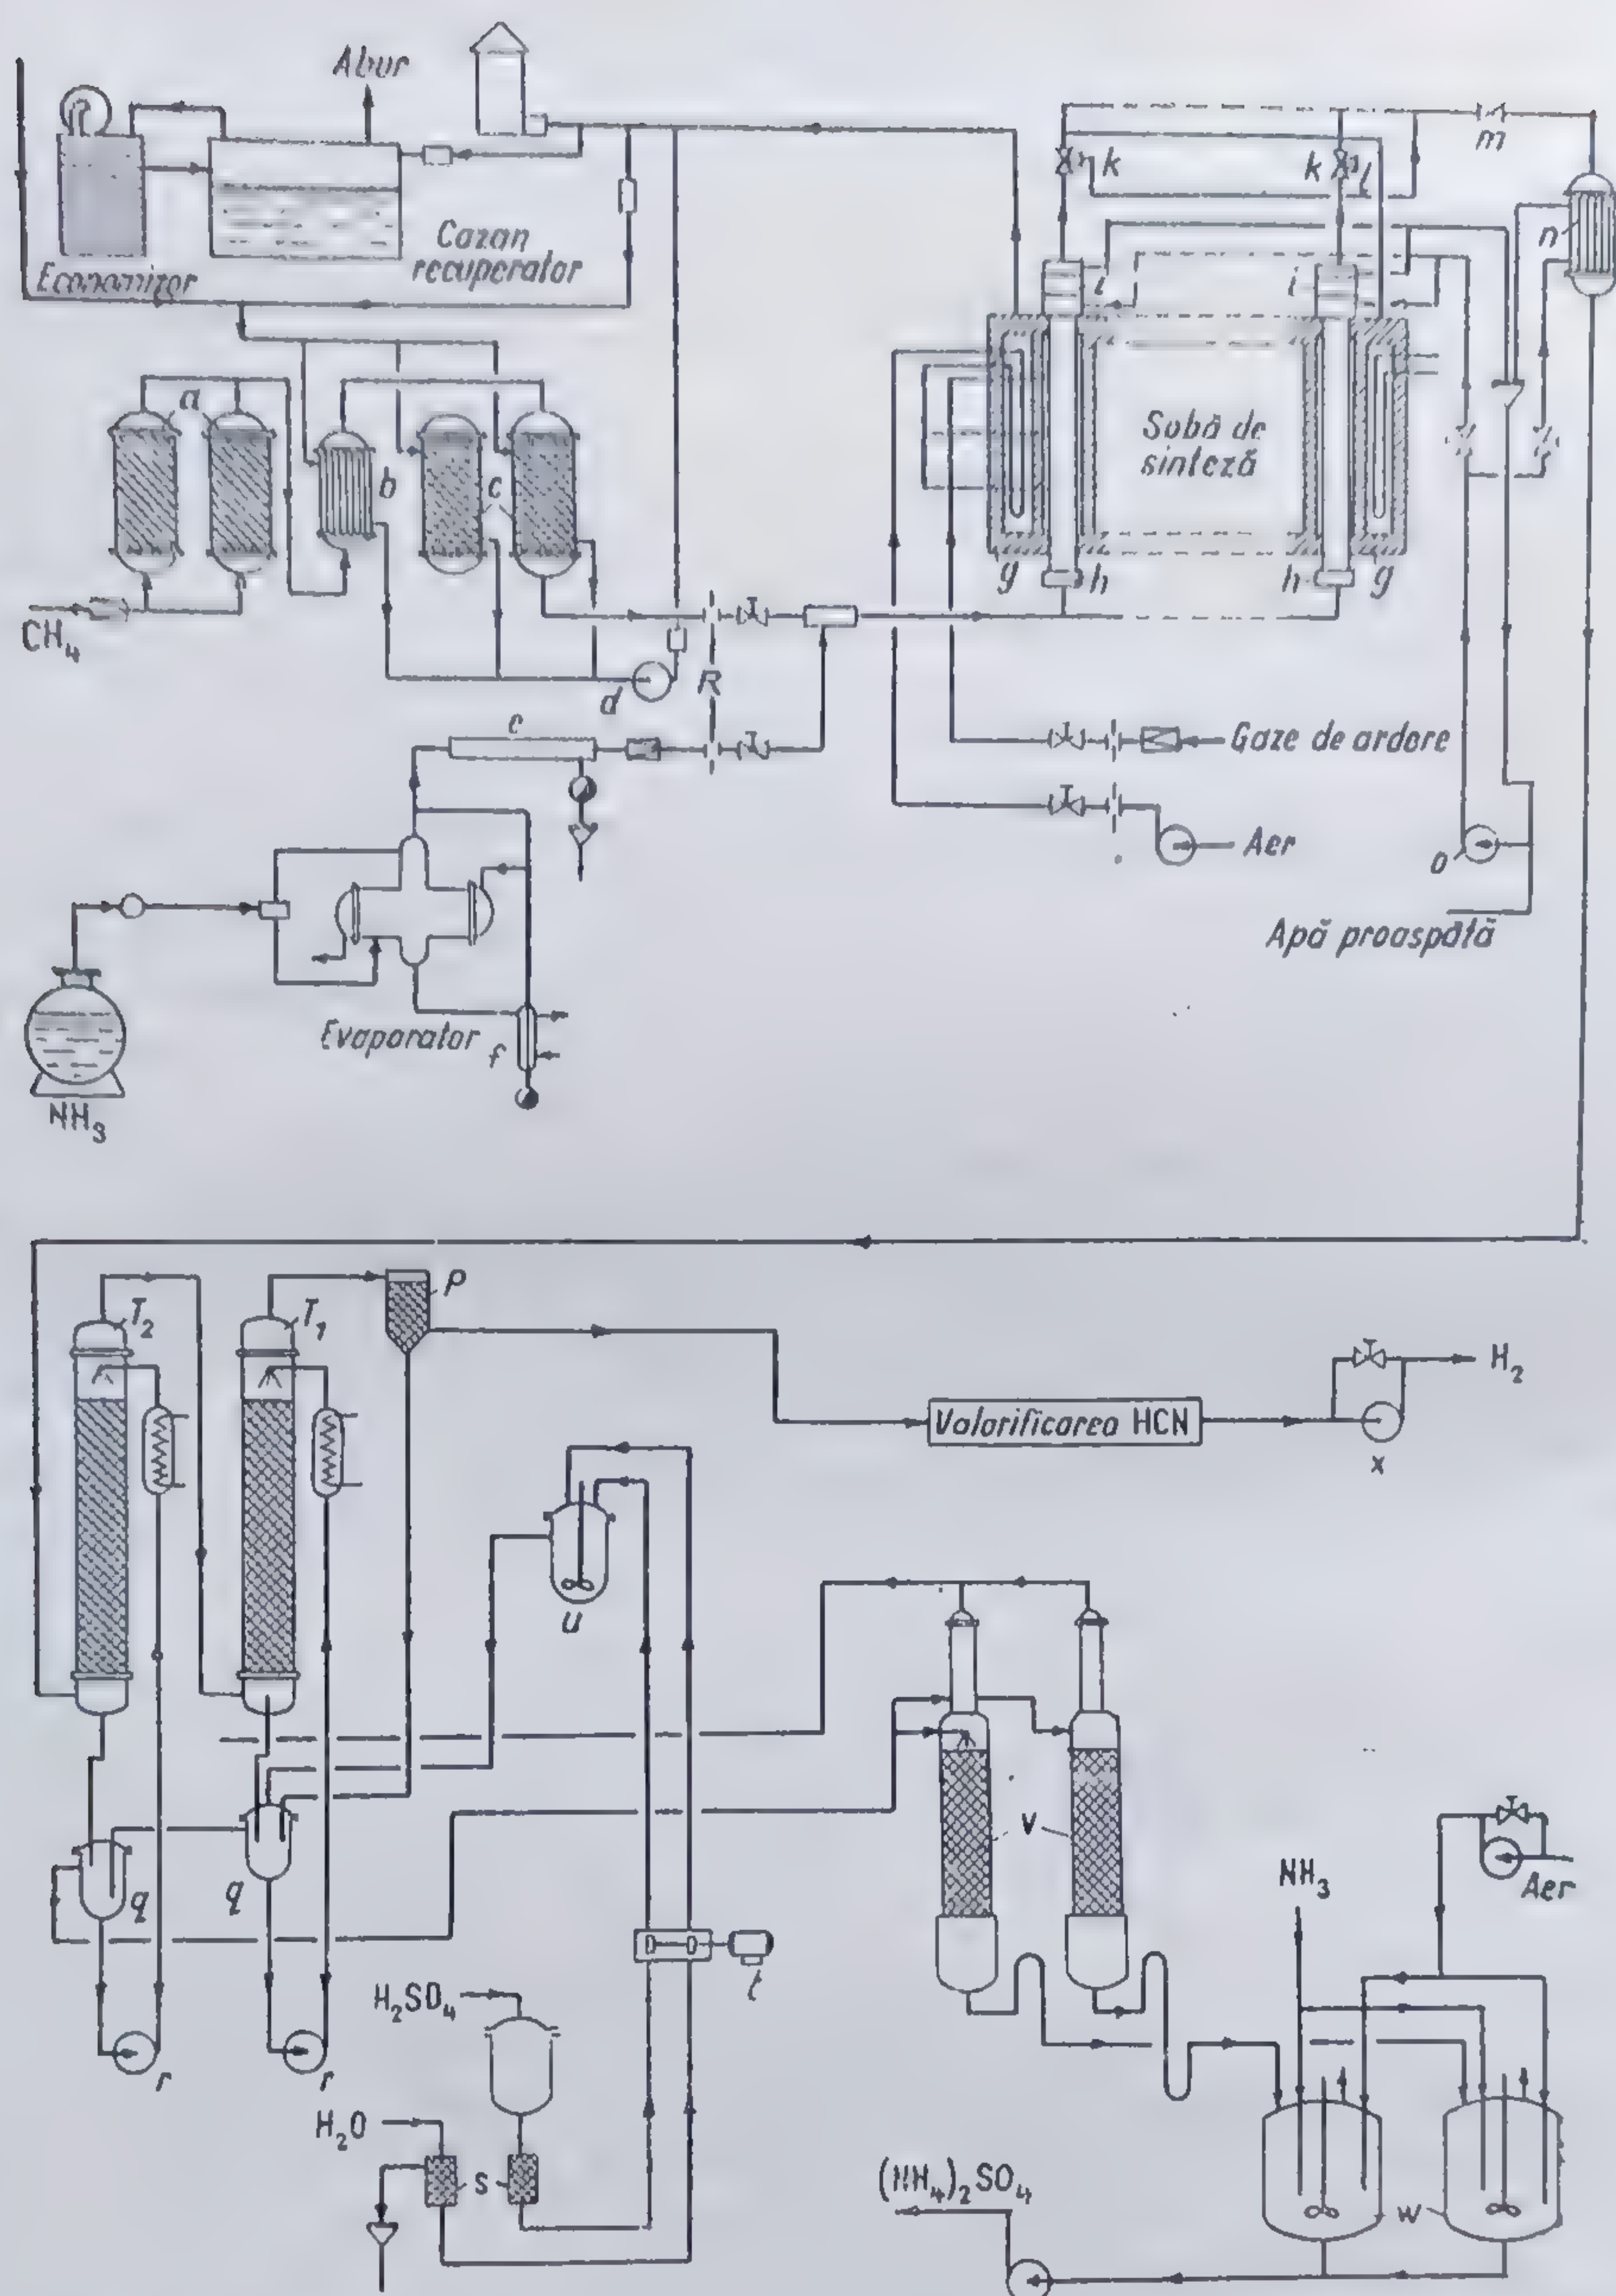 Abur
m
k
k
l
n
Cazan
recuperator
Economizor
i
i
a
Sobă de
sinteză
b
c
g
h
h
g
CH₄
R
d
e
Gaze de ardere
Aer
o
Apă proaspătă
Evaporator
f
NH₃
T₂
T₁
p
H₂
Valorificarea HCN
x
u
v
NH₃
Aer
q
q
t
H₂SO₄
r
r
H₂O
s
(NH₄)₂SO₄
w